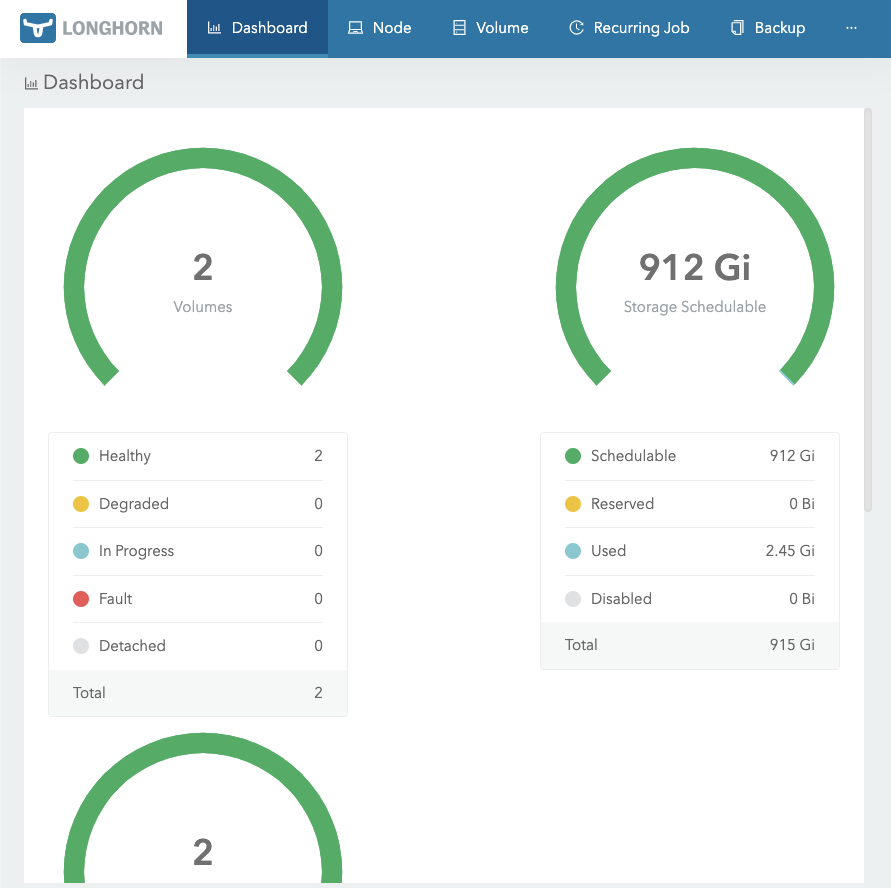 LONGHORN Dashboard Node Volume Recurring Job Backup ...
Dashboard
2
Volumes
Healthy 2
Degraded 0
In Progress 0
Fault 0
Detached 0
Total 2
912 Gi
Storage Schedulable
Schedulable 912 Gi
Reserved 0 Bi
Used 2.45 Gi
Disabled 0 Bi
Total 915 Gi
2